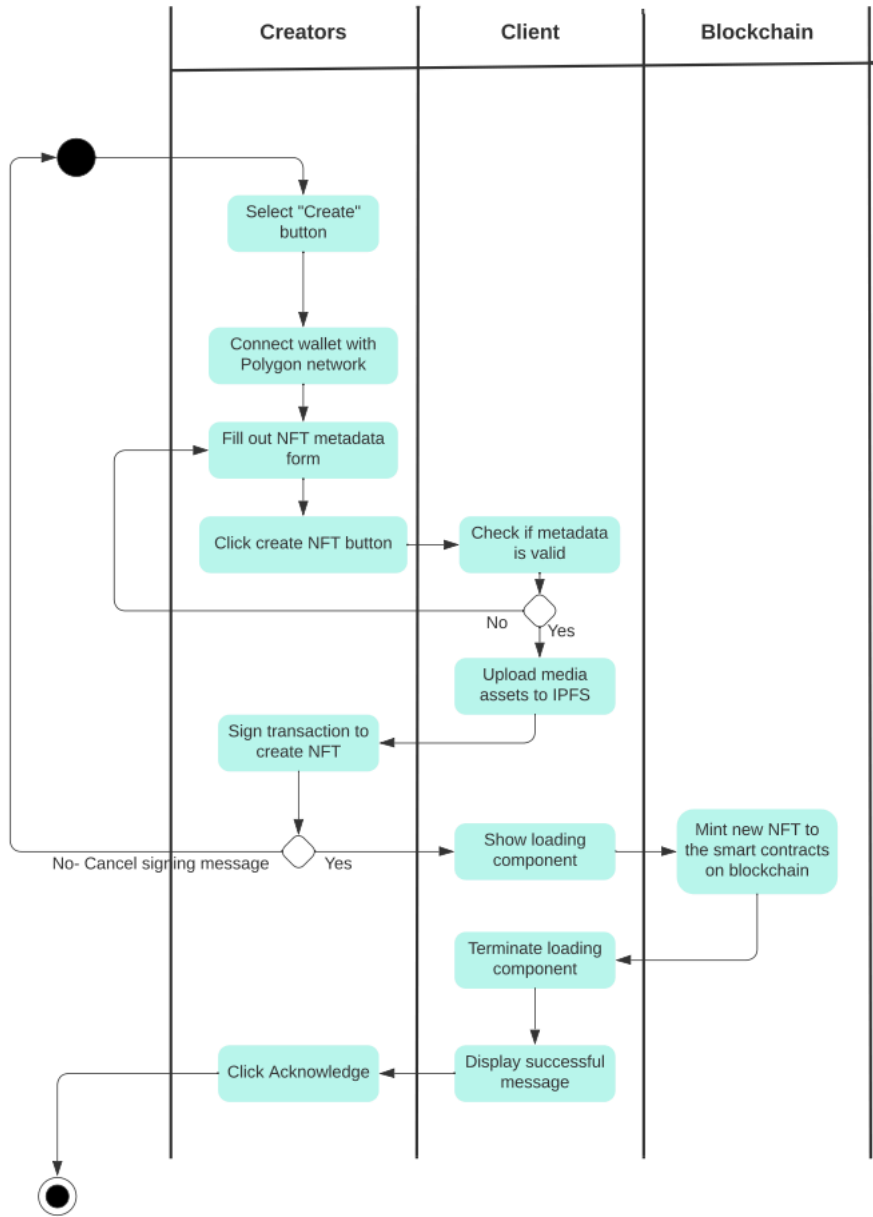 Creators
Client
Blockchain
Select "Create"
button
Connect wallet with
Polygon network
Fill out NFT metadata
form
Click create NFT button
Check if metadata
is valid
No
Yes
Upload media
assets to IPFS
Sign transaction to
create NFT
No- Cancel signing message
Yes
Show loading
component
Mint new NFT to
the smart contracts
on blockchain
Terminate loading
component
Display successful
message
Click Acknowledge